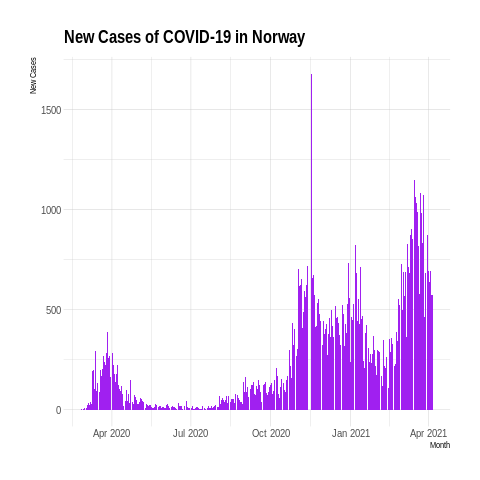 New Cases of COVID-19 in Norway
New Cases
1500
1000
500
0
Apr 2020 Jul 2020 Oct 2020 Jan 2021 Apr 2021
Month